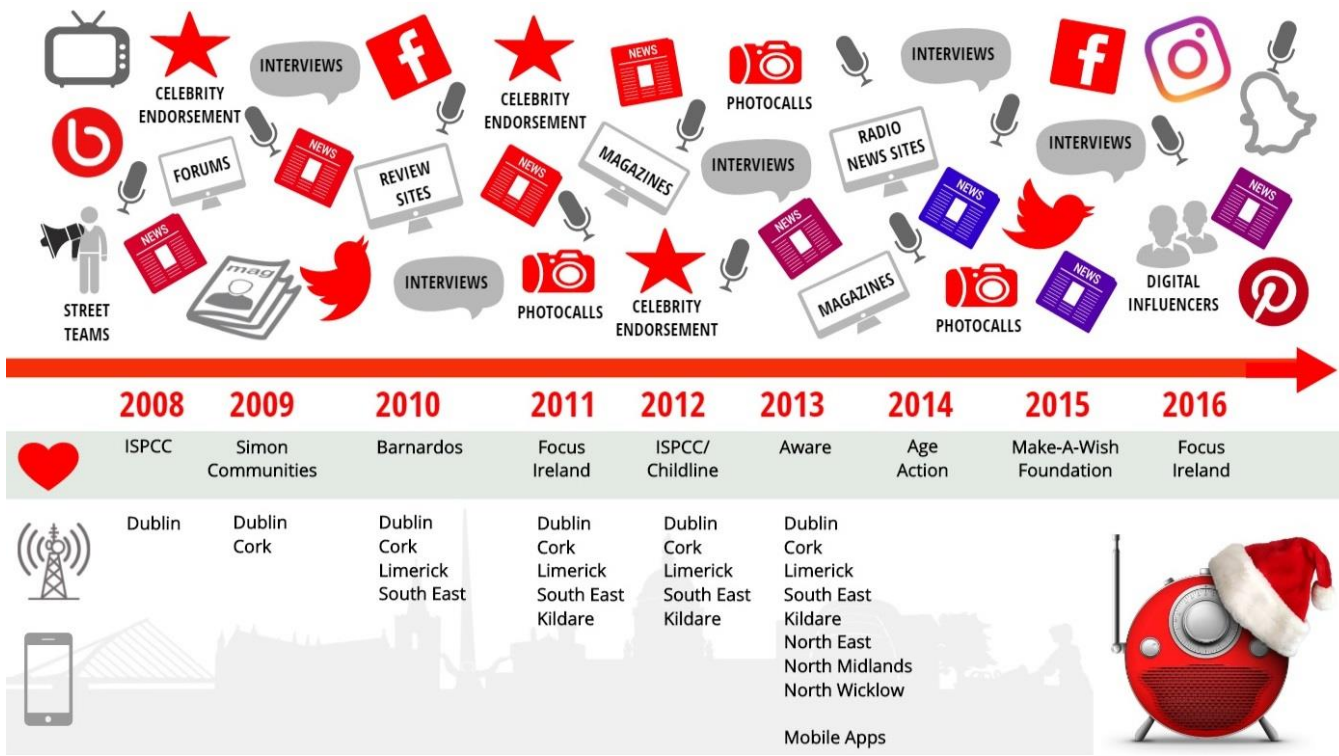 INTERVIEWS
CELEBRITY
ENDORSEMENT
CELEBRITY
ENDORSEMENT
NEWS
PHOTOCALLS
INTERVIEWS
FORUMS
NEWS
REVIEW
SITES
NEWS
MAGAZINES
INTERVIEWS
RADIO
NEWS SITES
INTERVIEWS
NEWS
NEWS
NEWS
NEWS
mag
STREET
TEAMS
INTERVIEWS
PHOTOCALLS
CELEBRITY
ENDORSEMENT
MAGAZINES
PHOTOCALLS
NEWS
DIGITAL
INFLUENCERS
2008 2009 2010 2011 2012 2013 2014 2015 2016
ISPCC
Simon
Communities
Barnardos
Focus
Ireland
ISPCC/
Childline
Aware
Age
Action
Make-A-Wish
Foundation
Focus
Ireland
Dublin
Dublin
Cork
Dublin
Cork
Limerick
South East
Dublin
Cork
Limerick
South East
Kildare
Dublin
Cork
Limerick
South East
Kildare
Dublin
Cork
Limerick
South East
Kildare
North East
North Midlands
North Wicklow
Mobile Apps